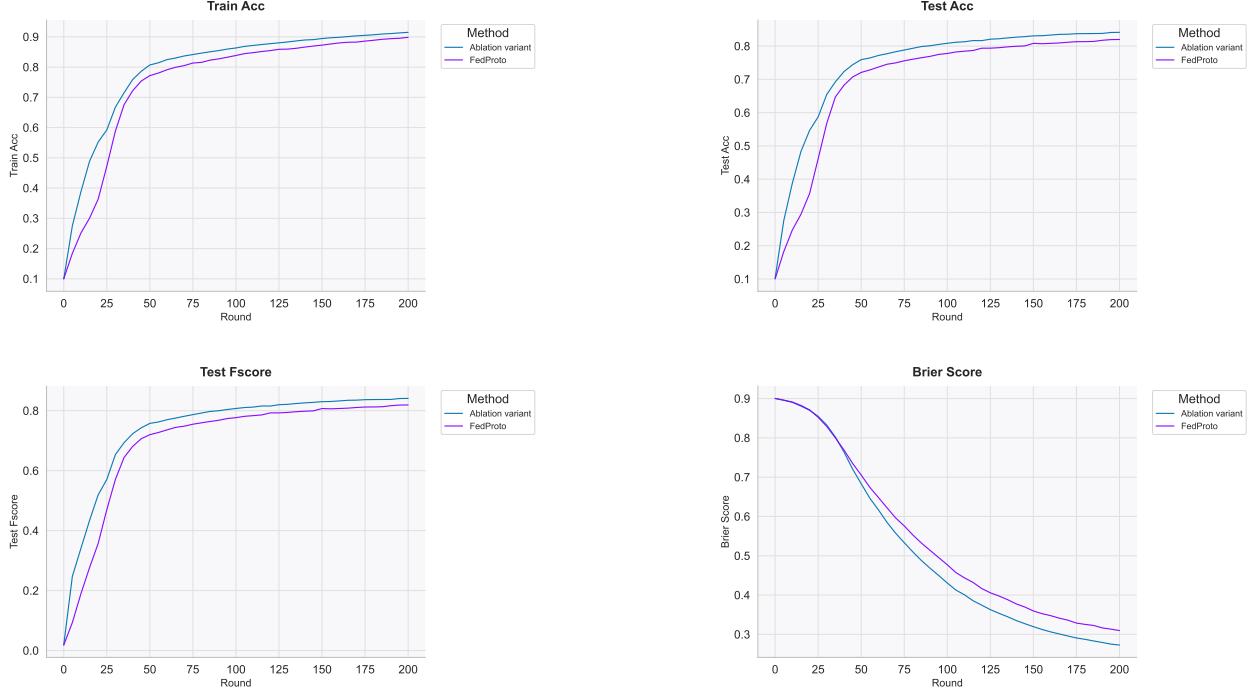 Train Acc
Train Acc
0.9
0.8
0.7
0.6
0.5
0.4
0.3
0.2
0.1
0 25 50 75 100 125 150 175 200
Round
Method
Ablation variant
FedProto
Test Acc
Test Acc
0.8
0.7
0.6
0.5
0.4
0.3
0.2
0.1
0 25 50 75 100 125 150 175 200
Round
Method
Ablation variant
FedProto
Test Fscore
Test Fscore
0.8
0.6
0.4
0.2
0.0
0 25 50 75 100 125 150 175 200
Round
Method
Ablation variant
FedProto
Brier Score
Brier Score
0.9
0.8
0.7
0.6
0.5
0.4
0.3
0 25 50 75 100 125 150 175 200
Round
Method
Ablation variant
FedProto